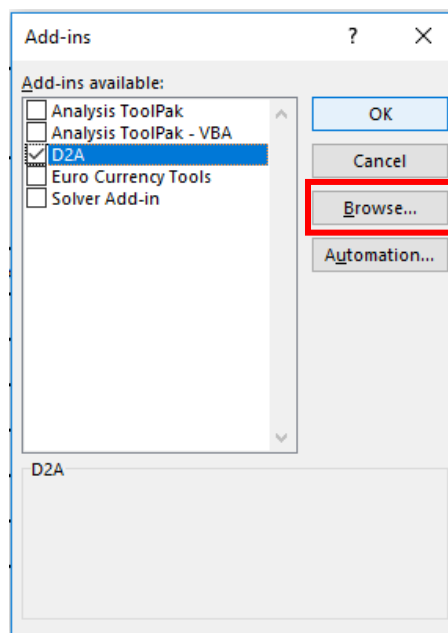 Add-ins
?
Add-ins available:
Analysis ToolPak
Analysis ToolPak - VBA
D2A
Euro Currency Tools
Solver Add-in
OK
Cancel
Browse...
Automation...
D2A